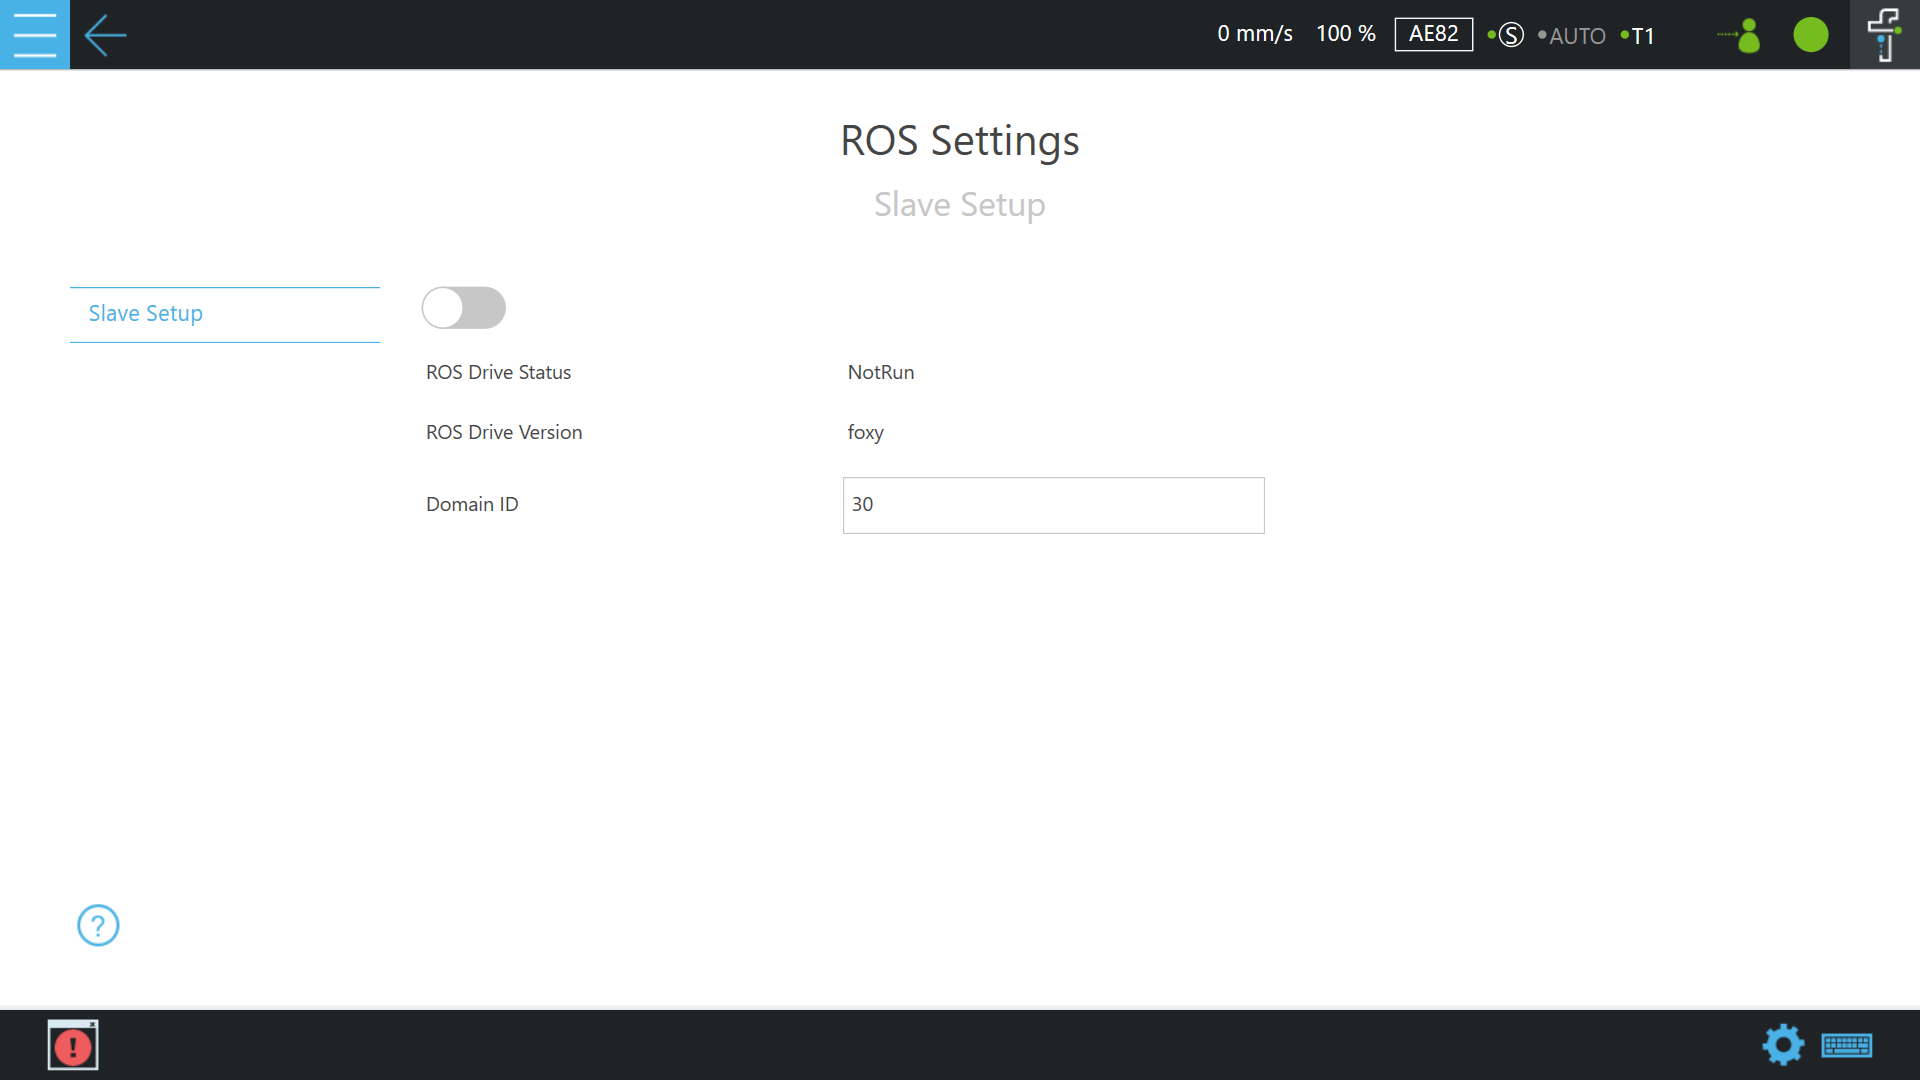 0 mm/s 100 % AE82 S AUTO T1
ROS Settings
Slave Setup
Slave Setup
ROS Drive Status NotRun
ROS Drive Version foxy
Domain ID 30
?
!